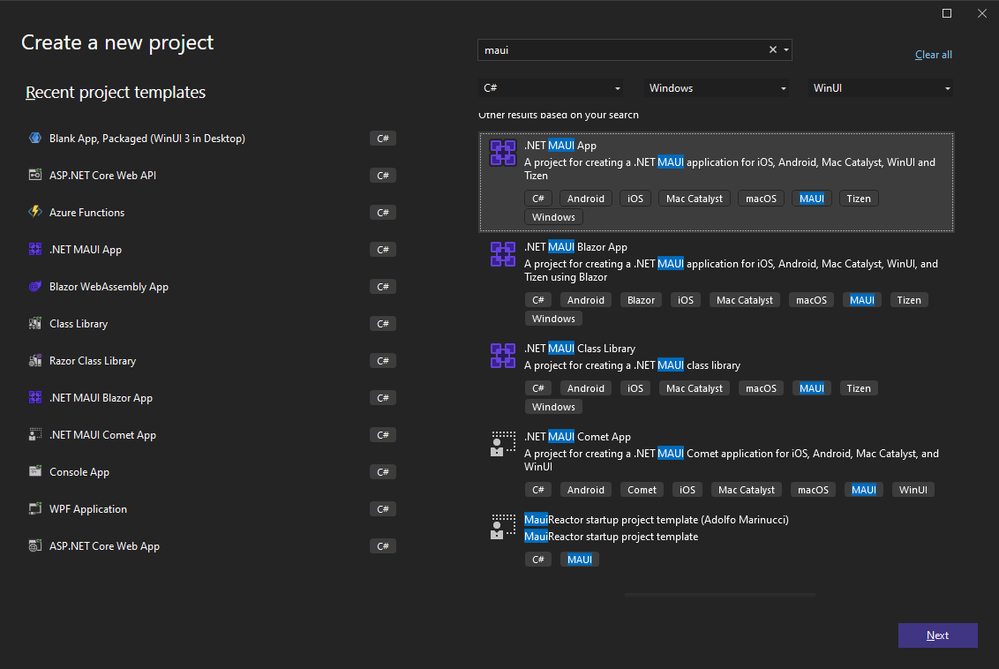 Create a new project
Recent project templates
Blank App, Packaged (WinUI 3 in Desktop) C#
ASP.NET Core Web API C#
Azure Functions C#
.NET MAUI App C#
Blazor WebAssembly App C#
Class Library C#
Razor Class Library C#
.NET MAUI Blazor App C#
.NET MAUI Comet App C#
Console App C#
WPF Application C#
ASP.NET Core Web App C#
maui
Clear all
C# Windows WinUI
Other results based on your search
.NET MAUI App
A project for creating a .NET MAUI application for iOS, Android, Mac Catalyst, WinUI and
Tizen
C# Android iOS Mac Catalyst macOS MAUI Tizen
Windows
.NET MAUI Blazor App
A project for creating a .NET MAUI application for iOS, Android, Mac Catalyst, WinUI, and
Tizen using Blazor
C# Android Blazor iOS Mac Catalyst macOS MAUI Tizen
Windows
.NET MAUI Class Library
A project for creating a .NET MAUI class library
C# Android iOS Mac Catalyst macOS MAUI Tizen
Windows
.NET MAUI Comet App
A project for creating a .NET MAUI Comet application for iOS, Android, Mac Catalyst, and
WinUI
C# Android Comet iOS Mac Catalyst macOS MAUI WinUI
MauiReactor startup project template (Adolfo Marinucci)
MauiReactor startup project template
C# MAUI
Next